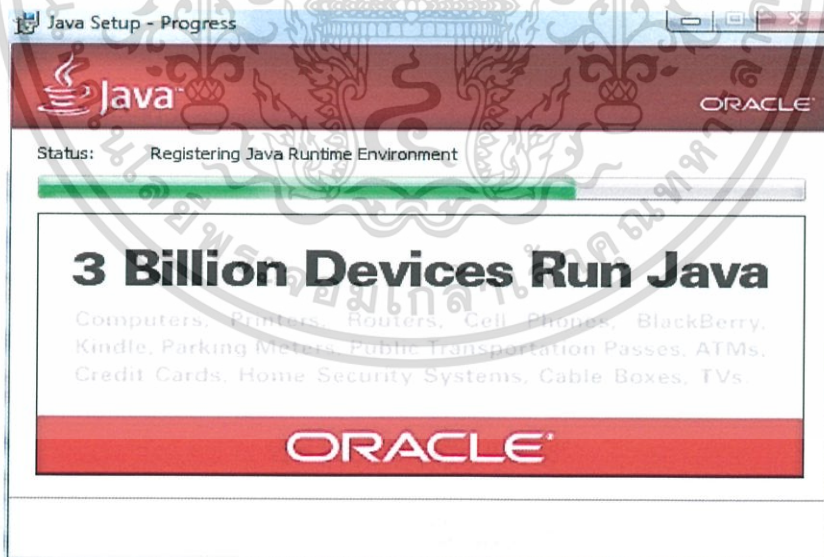 Java Setup - Progress
Java™
ORACLE
Status: Registering Java Runtime Environment
3 Billion Devices Run Java
Computers, Printers, Routers, Cell Phones, BlackBerry,
Kindle, Parking Meters, Public Transportation Passes, ATMs,
Credit Cards, Home Security Systems, Cable Boxes, TVs.
ORACLE®